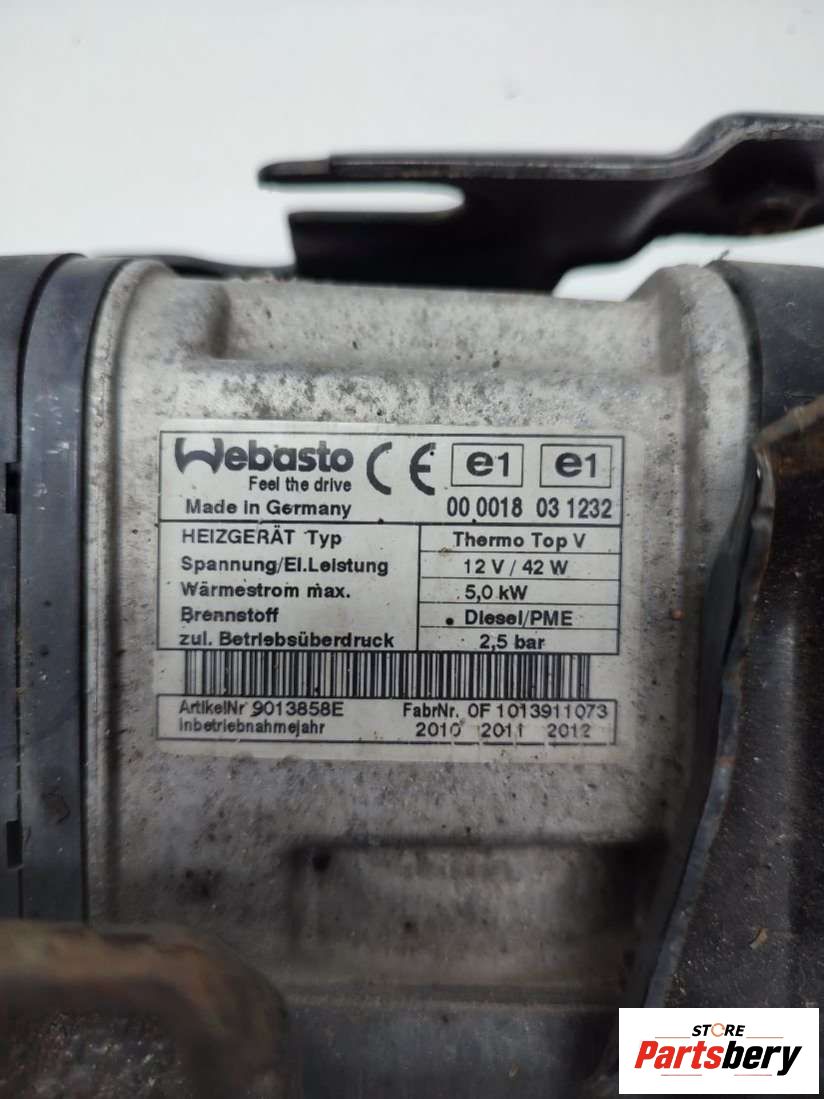 Webasto
Feel the drive
CE e1 e1
Made in Germany 00 0018 03 1232
HEIZGERÄT Typ Thermo Top V
Spannung/El.Leistung 12 V / 42 W
Wärmestrom max. 5,0 kW
Brennstoff Diesel/PME
zul. Betriebsüberdruck 2,5 bar
ArtikelNr 9013858E FabrNr. 0F1013911073
Inbetriebnahmejahr 2010 2011 2012
STORE
Partsbery